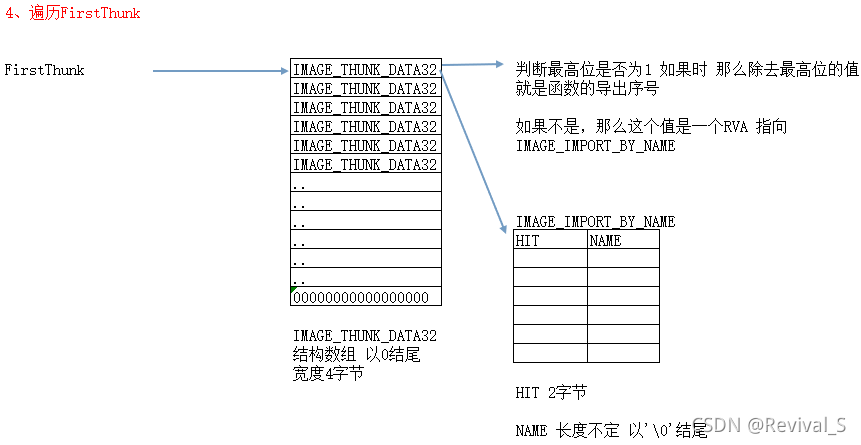 4、遍历FirstThunk
FirstThunk
IMAGE_THUNK_DATA32
IMAGE_THUNK_DATA32
IMAGE_THUNK_DATA32
IMAGE_THUNK_DATA32
IMAGE_THUNK_DATA32
IMAGE_THUNK_DATA32
..
..
..
..
..
..
00000000000000000
IMAGE_THUNK_DATA32
结构数组 以0结尾
宽度4字节
判断最高位是否为1 如果时 那么除去最高位的值
就是函数的导出序号
如果不是，那么这个值是一个RVA 指向
IMAGE_IMPORT_BY_NAME
IMAGE_IMPORT_BY_NAME
HIT NAME
HIT 2字节
NAME 长度不定 以'\0'结尾
CSDN @Revival_S